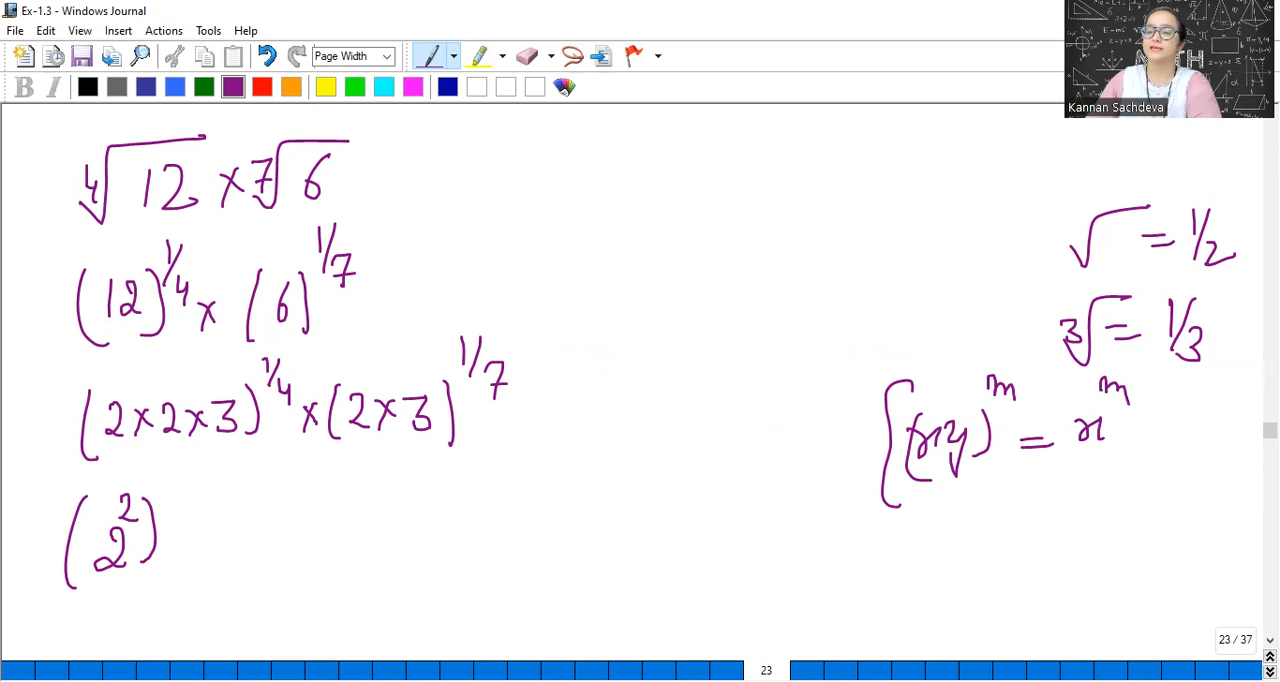 Ex-1.3 - Windows Journal
File Edit View Insert Actions Tools Help
Page Width
B I
Kannan Sachdeva
⁴√12 × ⁷√6
√ = 1/2
(12)^1/4 × (6)^1/7
³√ = 1/3
(2×2×3)^1/4 × (2×3)^1/7
{(xy)^m = x^m
(2²)
23 / 37
23